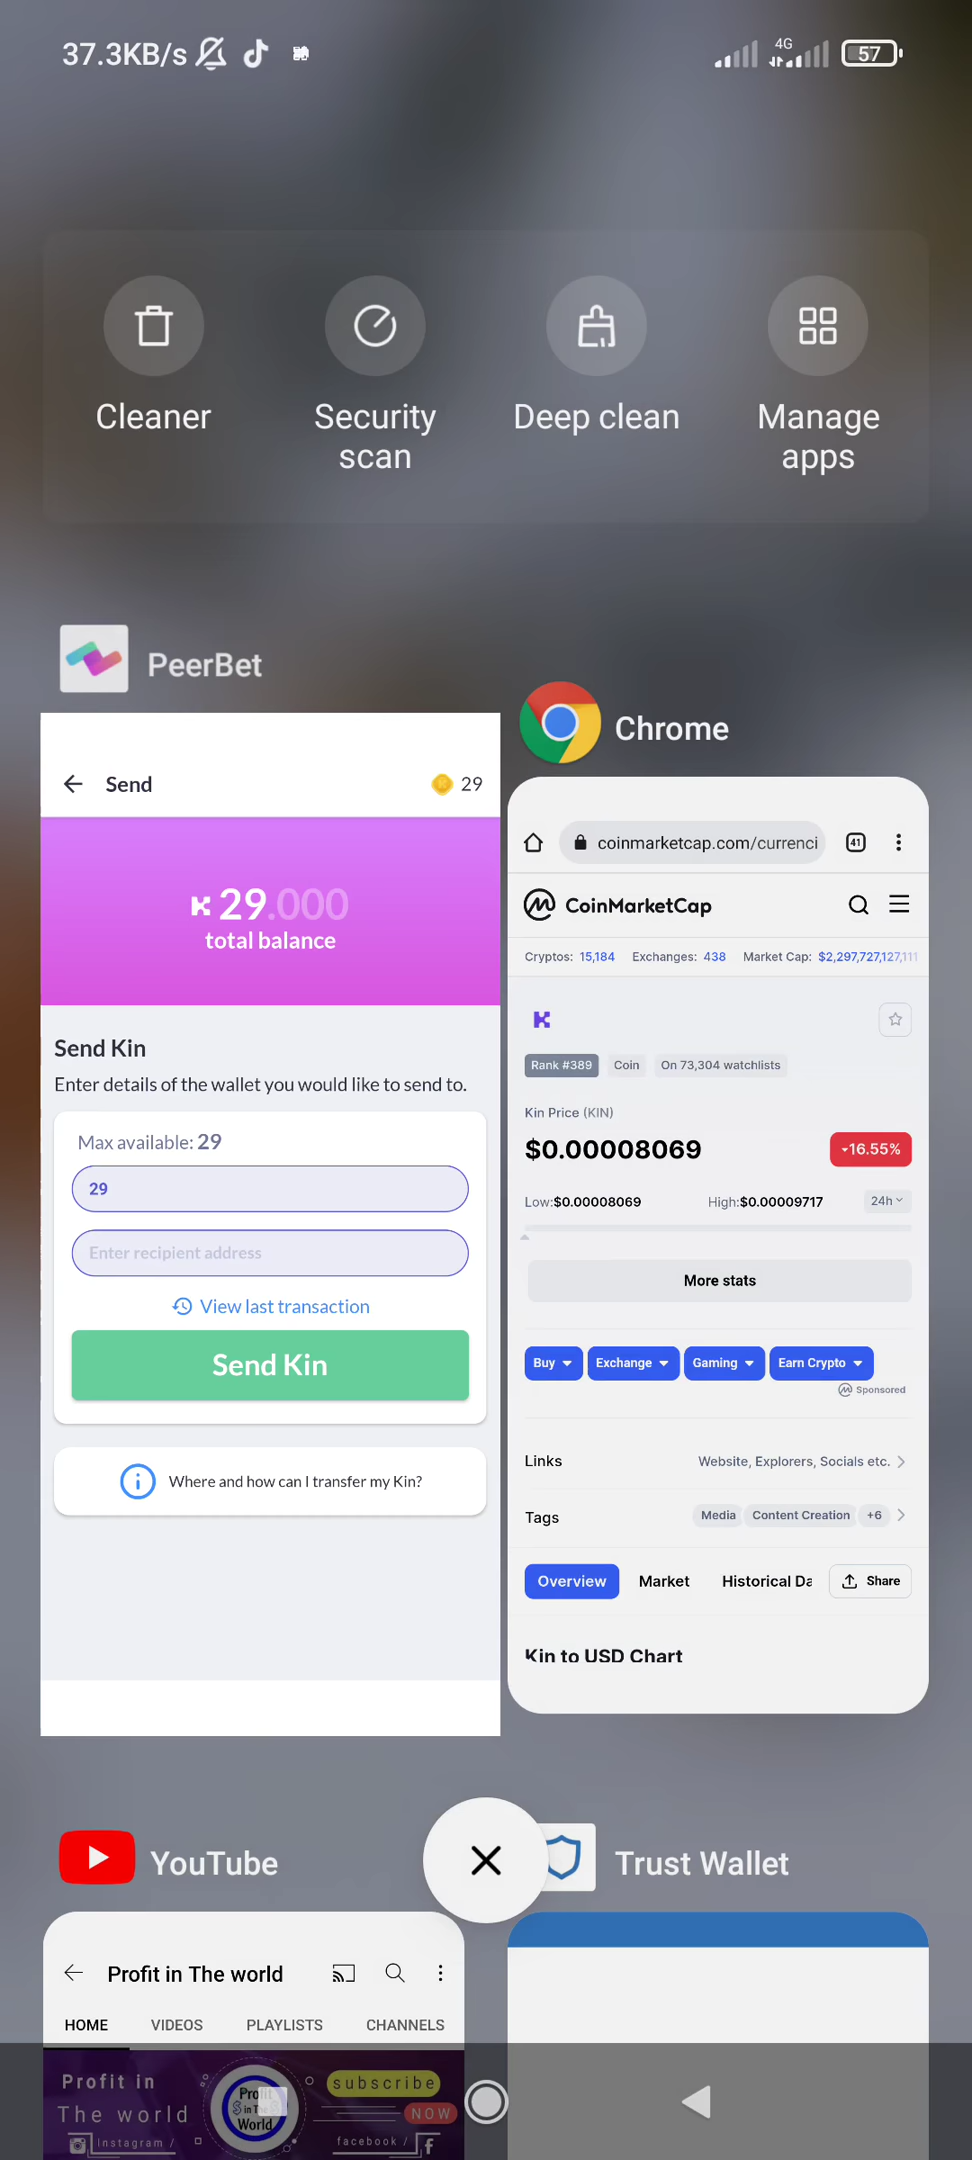 37.3KB/s
4G
57
Cleaner
Security scan
Deep clean
Manage apps
PeerBet
Send
29
29.000
total balance
Send Kin
Enter details of the wallet you would like to send to.
Max available: 29
29
Enter recipient address
View last transaction
Send Kin
Where and how can I transfer my Kin?
Chrome
coinmarketcap.com/currenci
41
CoinMarketCap
Cryptos: 15,184 Exchanges: 438 Market Cap: $2,297,727,127,111
Rank #389 Coin On 73,304 watchlists
Kin Price (KIN)
$0.00008069
16.55%
Low:$0.00008069 High:$0.00009717 24h
More stats
Buy Exchange Gaming Earn Crypto
Sponsored
Links Website, Explorers, Socials etc.
Tags Media Content Creation +6
Overview Market Historical Da Share
Kin to USD Chart
YouTube
Profit in The world
HOME VIDEOS PLAYLISTS CHANNELS
Profit in
The world
Profit
in The
World
subscribe
NOW
Instagram /
facebook /
Trust Wallet